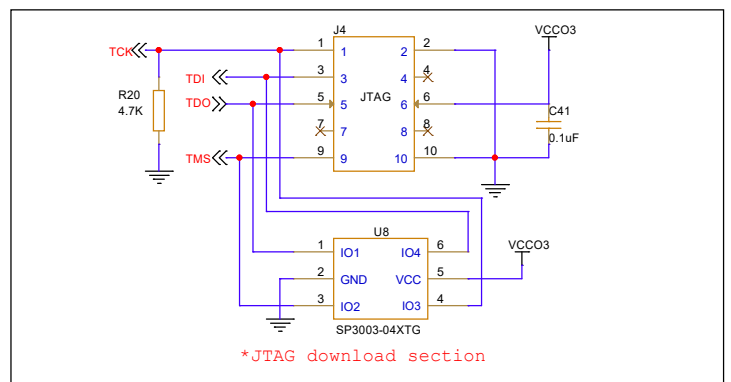 J4
VCCO3
TCK
1 1 2 2
TDI
3 3 4 4
R20
4.7K
JTAG
TDO
5 5 6 6
C41
0.1uF
7 7 8 8
TMS
9 9 10 10
U8
VCCO3
1 IO1 IO4 6
2 GND VCC 5
3 IO2 IO3 4
SP3003-04XTG
*JTAG download section